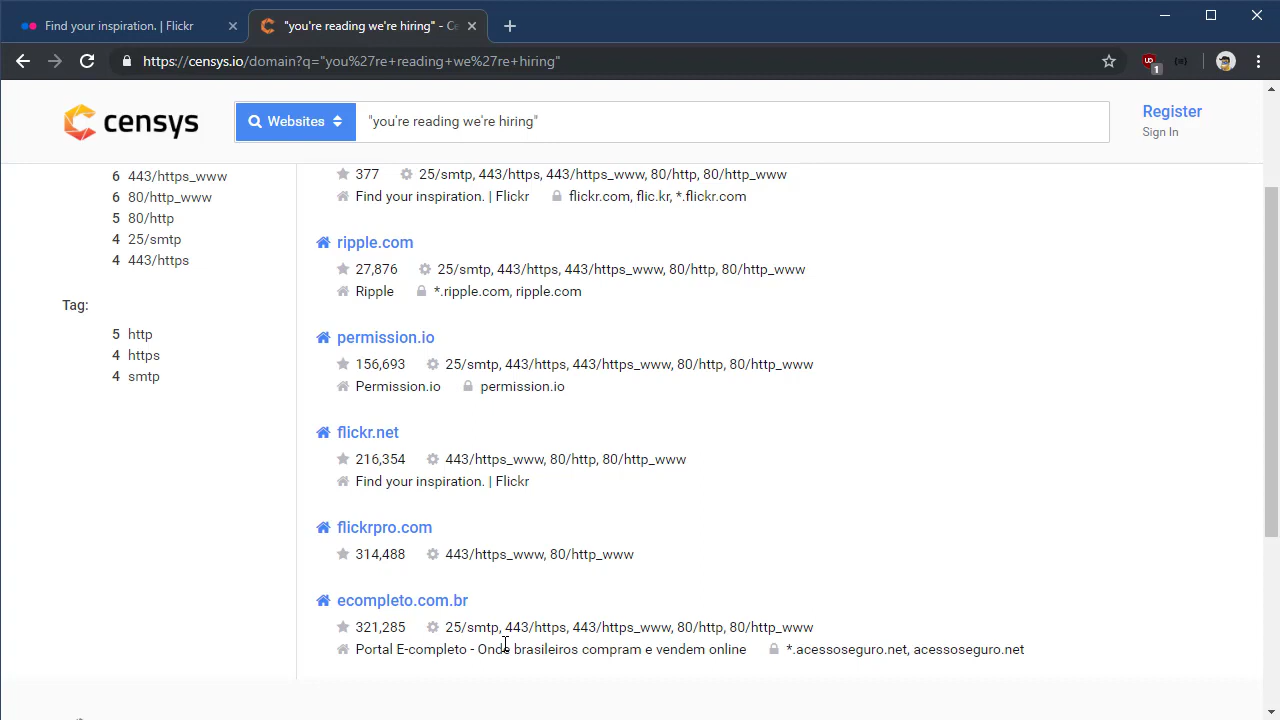 Find your inspiration. | Flickr
"you're reading we're hiring" - Ce
https://censys.io/domain?q="you%27re+reading+we%27re+hiring"
1
censys
Websites
"you're reading we're hiring"
Register
Sign In
6 443/https_www
6 80/http_www
5 80/http
4 25/smtp
4 443/https
Tag:
5 http
4 https
4 smtp
377 25/smtp, 443/https, 443/https_www, 80/http, 80/http_www
Find your inspiration. | Flickr flickr.com, flic.kr, *.flickr.com
ripple.com
27,876 25/smtp, 443/https, 443/https_www, 80/http, 80/http_www
Ripple *.ripple.com, ripple.com
permission.io
156,693 25/smtp, 443/https, 443/https_www, 80/http, 80/http_www
Permission.io permission.io
flickr.net
216,354 443/https_www, 80/http, 80/http_www
Find your inspiration. | Flickr
flickrpro.com
314,488 443/https_www, 80/http_www
ecompleto.com.br
321,285 25/smtp, 443/https, 443/https_www, 80/http, 80/http_www
Portal E-completo - Onde brasileiros compram e vendem online *.acessoseguro.net, acessoseguro.net